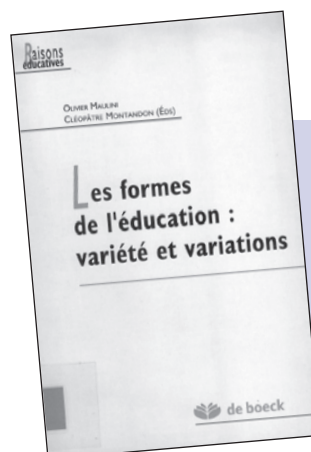 Raisons
éducatives
OLIVIER MAULINI
CLÉOPÂTRE MONTANDON (ÉDS)
Les formes
de l'éducation :
variété et variations
de boeck